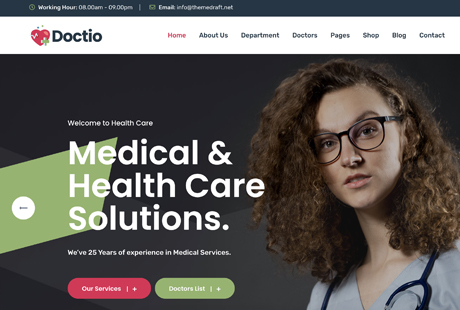 Working Hour: 08.00am - 09.00pm | Email: info@themedraft.net
Doctio
Home About Us Department Doctors Pages Shop Blog Contact
Welcome to Health Care
Medical &
Health Care
Solutions.
We've 25 Years of experience in Medical Services.
Our Services | + Doctors List | +